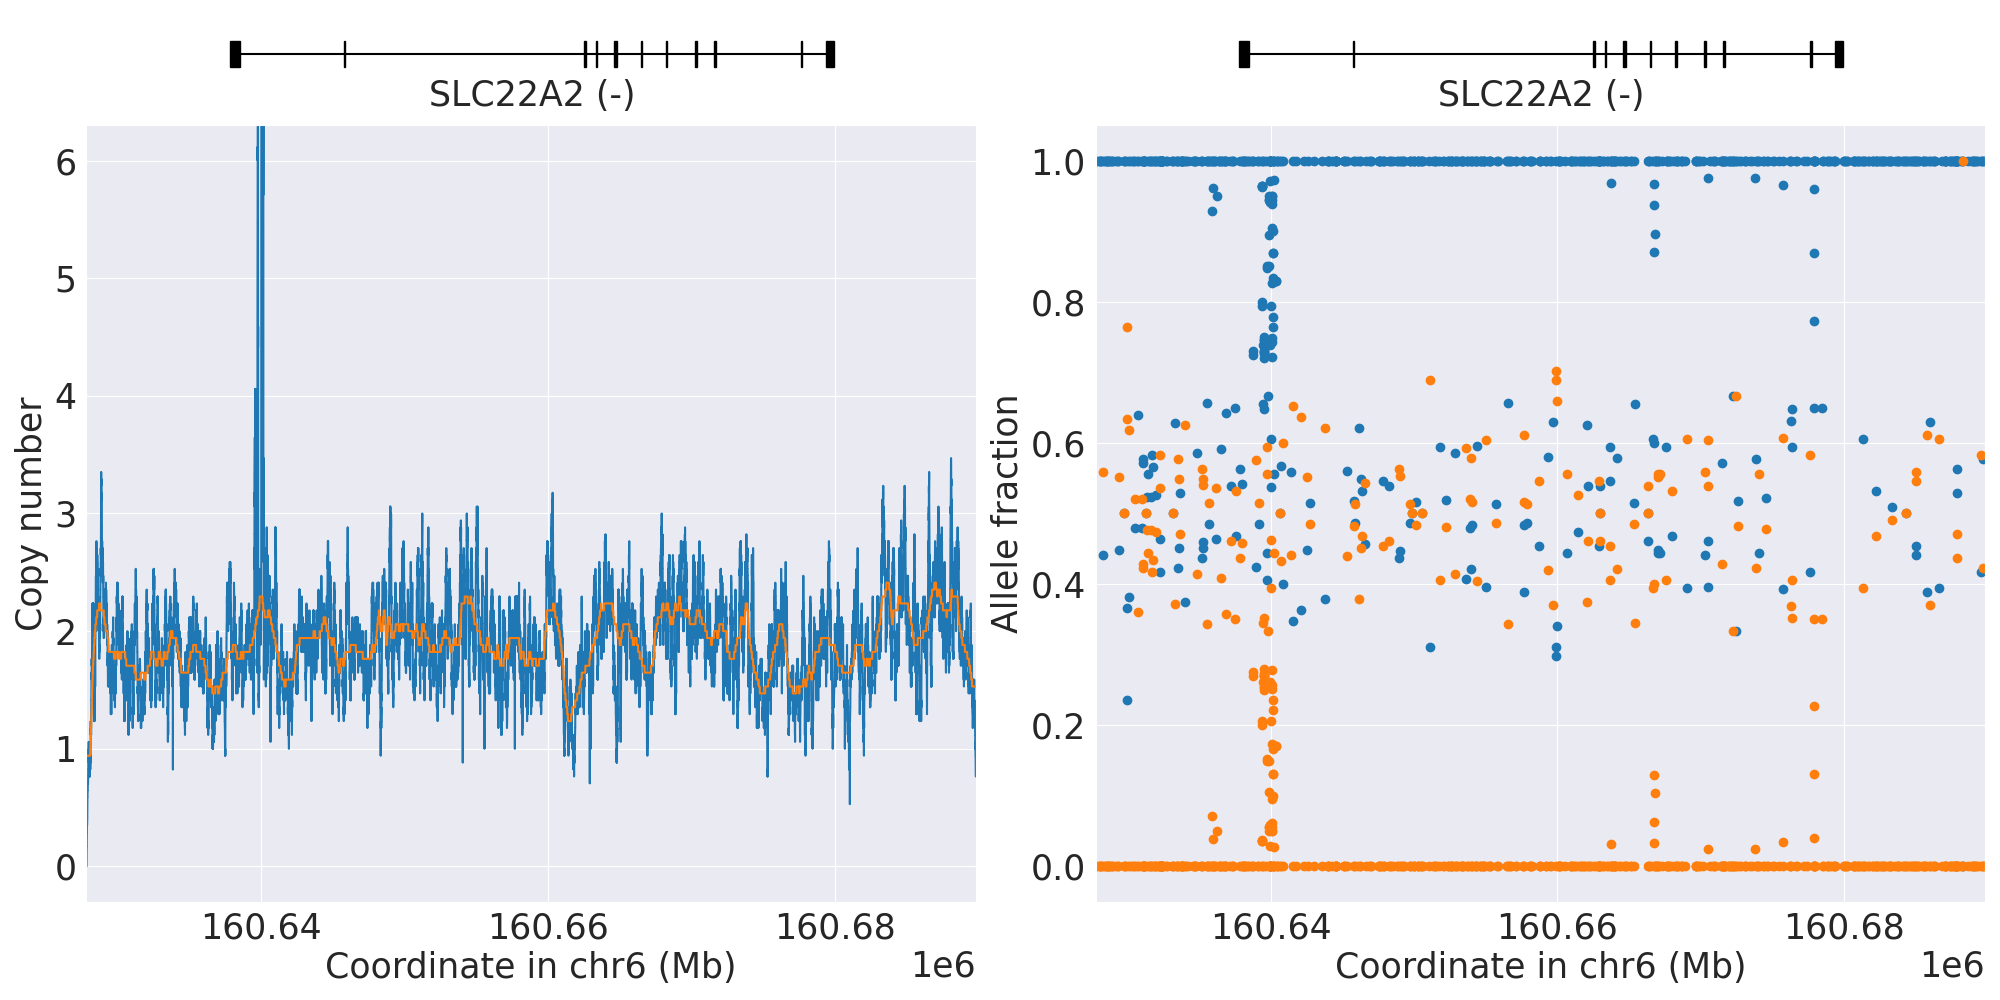 SLC22A2 (-)
Copy number
6
5
4
3
2
1
0
160.64
160.66
160.68
Coordinate in chr6 (Mb)
1e6
SLC22A2 (-)
Allele fraction
1.0
0.8
0.6
0.4
0.2
0.0
160.64
160.66
160.68
Coordinate in chr6 (Mb)
1e6